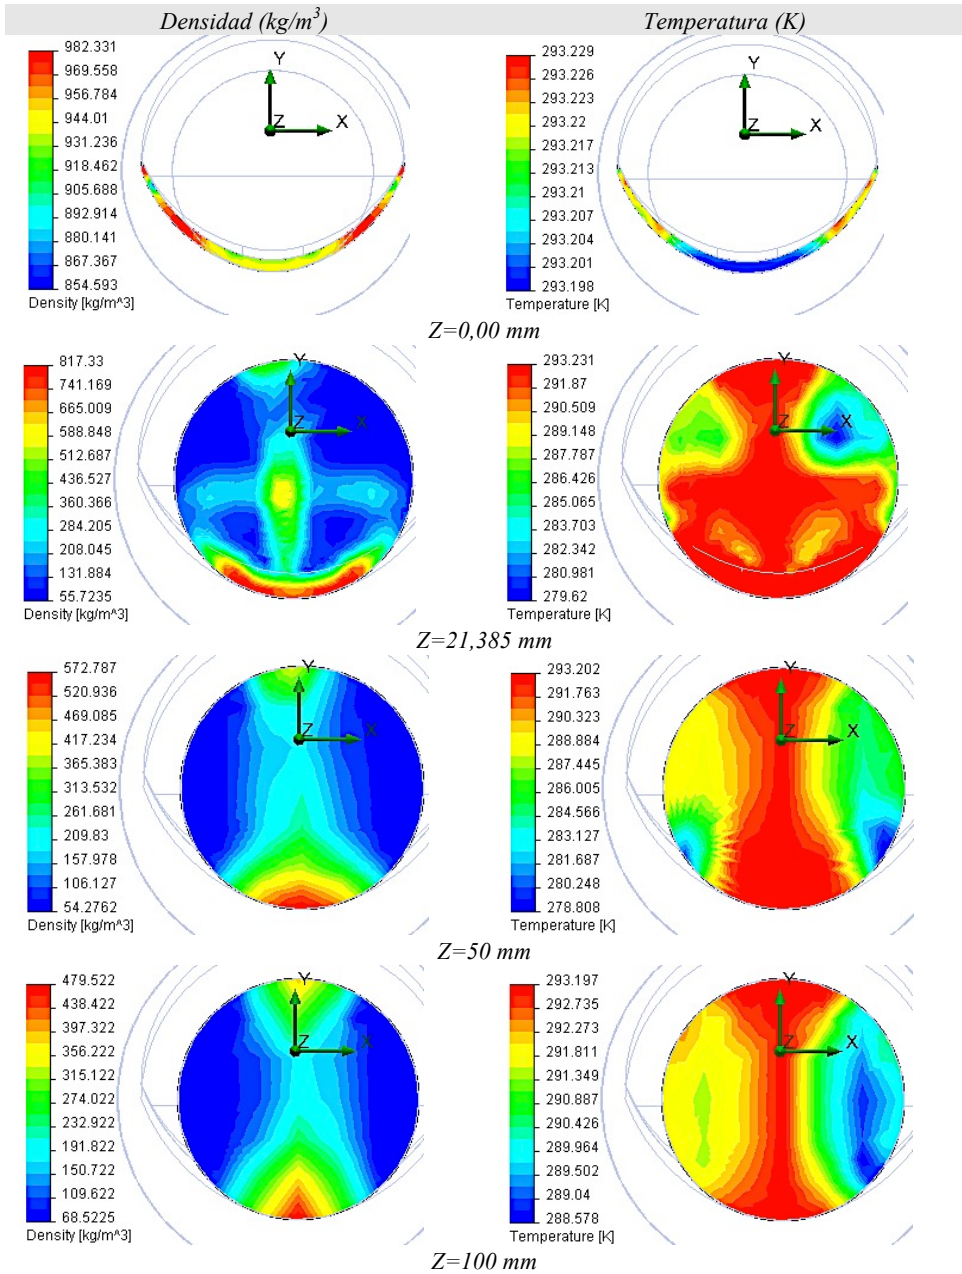 Densidad (kg/m³)
Temperatura (K)
982.331
969.558
956.784
944.01
931.236
918.462
905.688
892.914
880.141
867.367
854.593
Density [kg/m^3]
Y
Z
X
293.229
293.226
293.223
293.22
293.217
293.213
293.21
293.207
293.204
293.201
293.198
Temperature [K]
Y
Z
X
Z=0,00 mm
817.33
741.169
665.009
588.848
512.687
436.527
360.366
284.205
208.045
131.884
55.7235
Density [kg/m^3]
Y
Z
X
293.231
291.87
290.509
289.148
287.787
286.426
285.065
283.703
282.342
280.981
279.62
Temperature [K]
Y
Z
X
Z=21,385 mm
572.787
520.936
469.085
417.234
365.383
313.532
261.681
209.83
157.978
106.127
54.2762
Density [kg/m^3]
Y
Z
X
293.202
291.763
290.323
288.884
287.445
286.005
284.566
283.127
281.687
280.248
278.808
Temperature [K]
Y
Z
X
Z=50 mm
479.522
438.422
397.322
356.222
315.122
274.022
232.922
191.822
150.722
109.622
68.5225
Density [kg/m^3]
Y
Z
X
293.197
292.735
292.273
291.811
291.349
290.887
290.426
289.964
289.502
289.04
288.578
Temperature [K]
Y
Z
X
Z=100 mm